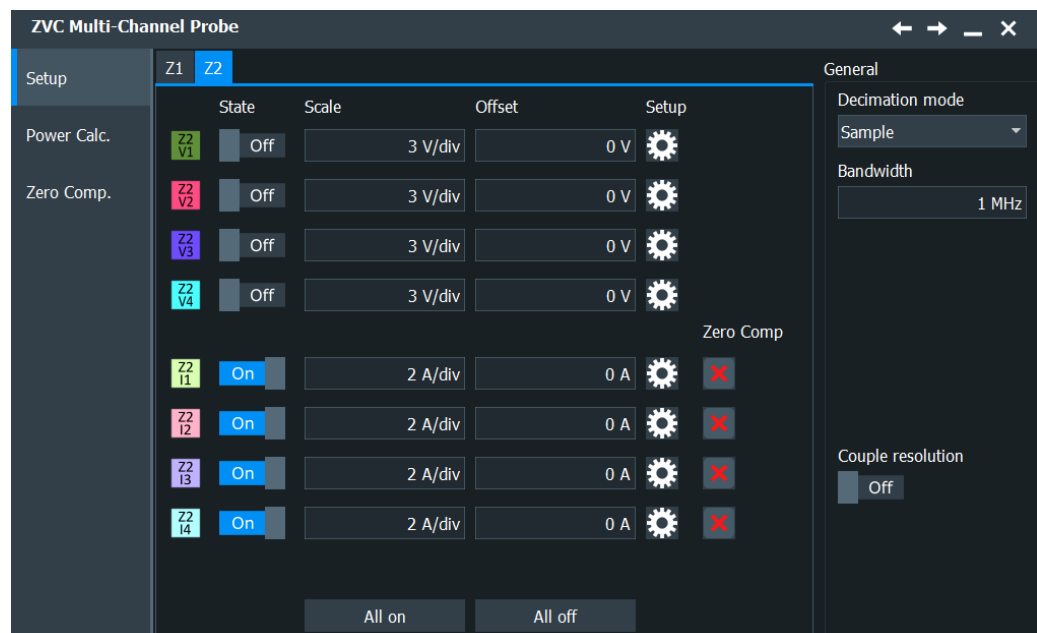 ZVC Multi-Channel Probe
Setup
Power Calc.
Zero Comp.
Z1 Z2
State Scale Offset Setup
Z2 V1 Off 3 V/div 0 V
Z2 V2 Off 3 V/div 0 V
Z2 V3 Off 3 V/div 0 V
Z2 V4 Off 3 V/div 0 V
Zero Comp
Z2 I1 On 2 A/div 0 A
Z2 I2 On 2 A/div 0 A
Z2 I3 On 2 A/div 0 A
Z2 I4 On 2 A/div 0 A
All on All off
General
Decimation mode
Sample
Bandwidth
1 MHz
Couple resolution
Off